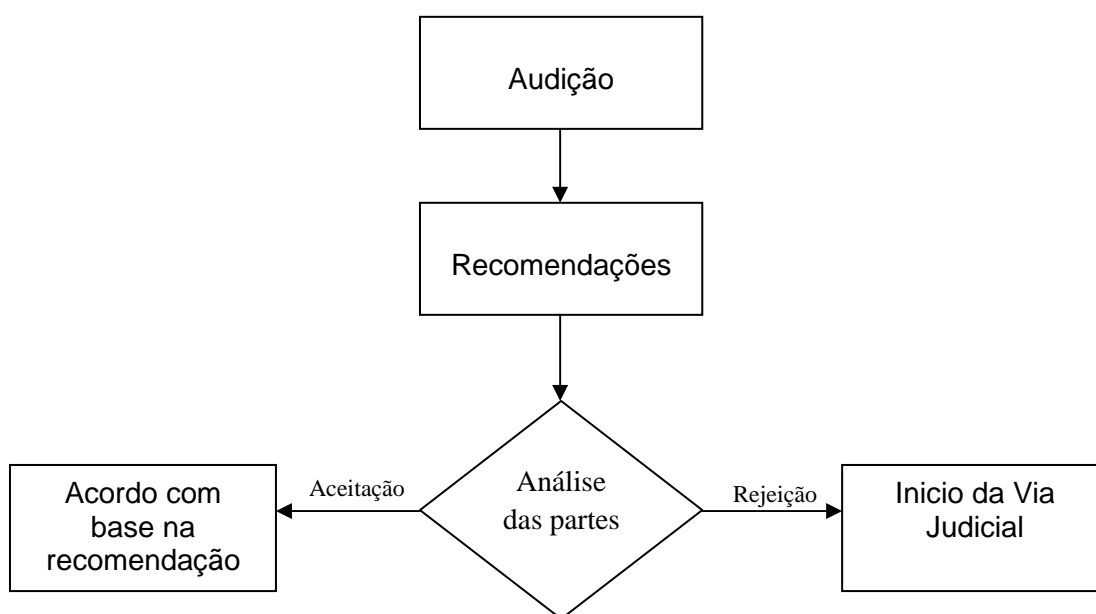 Audição
Recomendações
Aceitação
Análise
das partes
Rejeição
Acordo com
base na
recomendação
Inicio da Via
Judicial